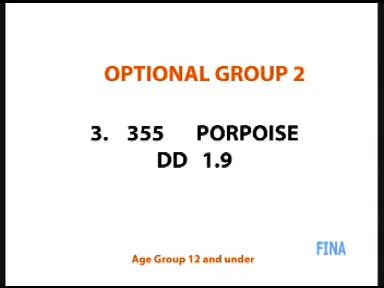 OPTIONAL GROUP 2
3. 355 PORPOISE
DD 1.9
Age Group 12 and under
FINA